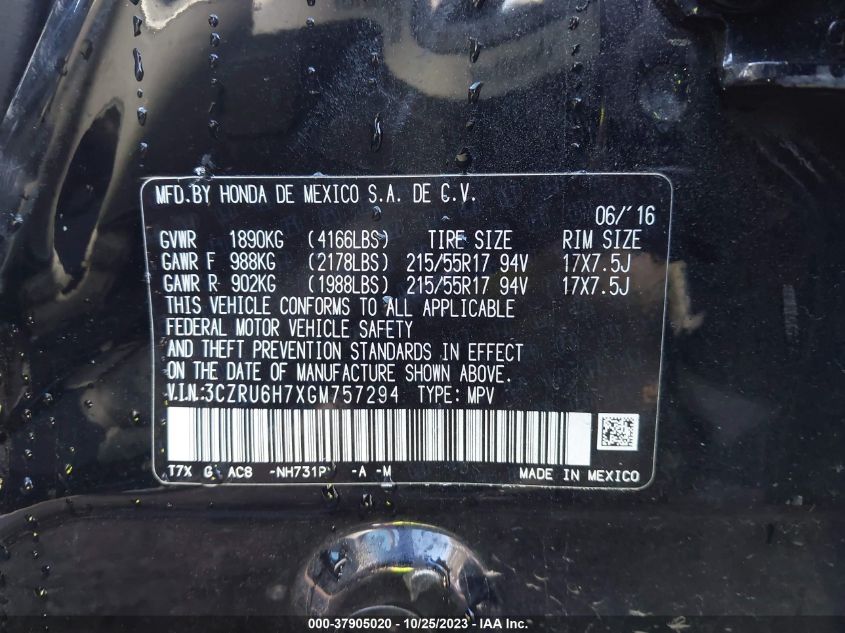 MFD.BY HONDA DE MEXICO S.A. DE C.V.
06/'16
GVWR 1890KG (4166LBS) TIRE SIZE RIM SIZE
GAWR F 988KG (2178LBS) 215/55R17 94V 17X7.5J
GAWR R 902KG (1988LBS) 215/55R17 94V 17X7.5J
THIS VEHICLE CONFORMS TO ALL APPLICABLE
FEDERAL MOTOR VEHICLE SAFETY
AND THEFT PREVENTION STANDARDS IN EFFECT
ON THE DATE OF MANUFACTURE SHOWN ABOVE.
V.I.N.:3CZRU6H7XGM757294 TYPE: MPV
T7X G AC8 -NH731P -A -M MADE IN MEXICO
000-37905020 - 10/25/2023 - IAA Inc.